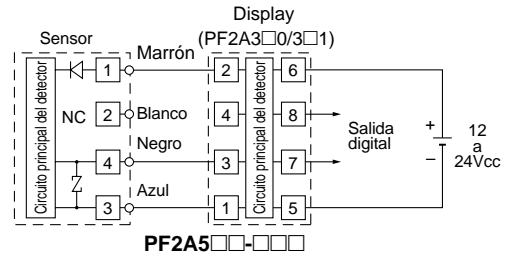 Display
Sensor
(PF2A3□0/3□1)
Marrón
1
2
6
Circuito principal del detector
NC
2
Blanco
4
Circuito principal del detector
8
Salida
digital
+
12
a
24Vcc
−
Negro
4
3
7
Azul
3
1
5
PF2A5□□-□□□